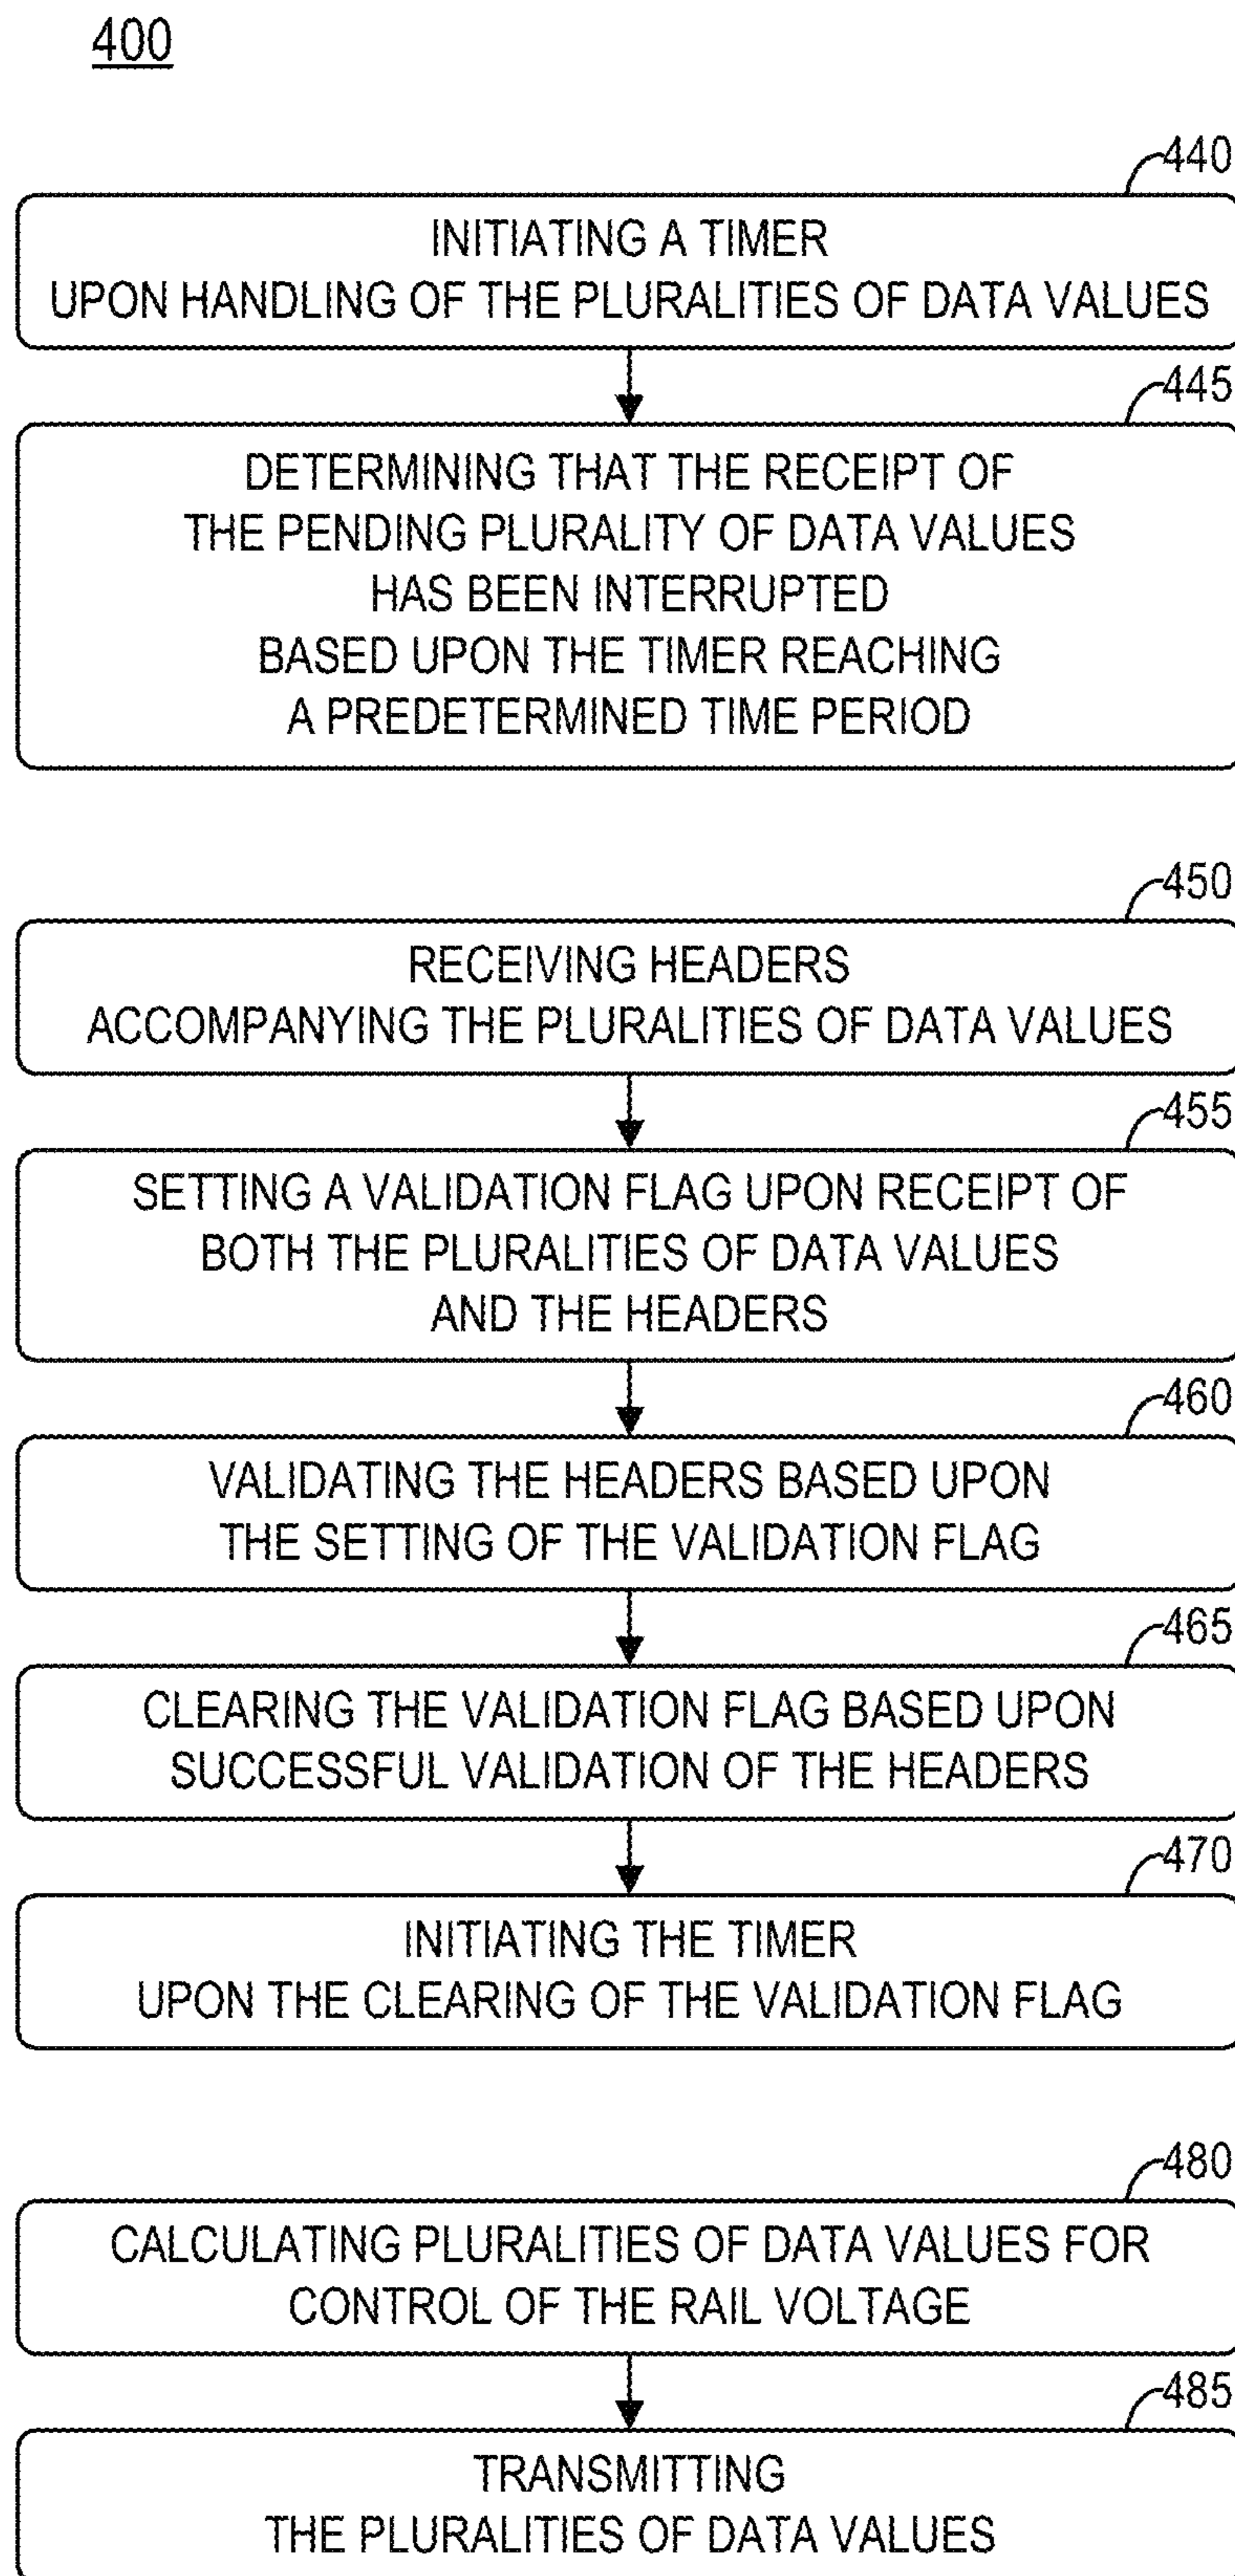 400
440
INITIATING A TIMER
UPON HANDLING OF THE PLURALITIES OF DATA VALUES
445
DETERMINING THAT THE RECEIPT OF
THE PENDING PLURALITY OF DATA VALUES
HAS BEEN INTERRUPTED
BASED UPON THE TIMER REACHING
A PREDETERMINED TIME PERIOD
450
RECEIVING HEADERS
ACCOMPANYING THE PLURALITIES OF DATA VALUES
455
SETTING A VALIDATION FLAG UPON RECEIPT OF
BOTH THE PLURALITIES OF DATA VALUES
AND THE HEADERS
460
VALIDATING THE HEADERS BASED UPON
THE SETTING OF THE VALIDATION FLAG
465
CLEARING THE VALIDATION FLAG BASED UPON
SUCCESSFUL VALIDATION OF THE HEADERS
470
INITIATING THE TIMER
UPON THE CLEARING OF THE VALIDATION FLAG
480
CALCULATING PLURALITIES OF DATA VALUES FOR
CONTROL OF THE RAIL VOLTAGE
485
TRANSMITTING
THE PLURALITIES OF DATA VALUES